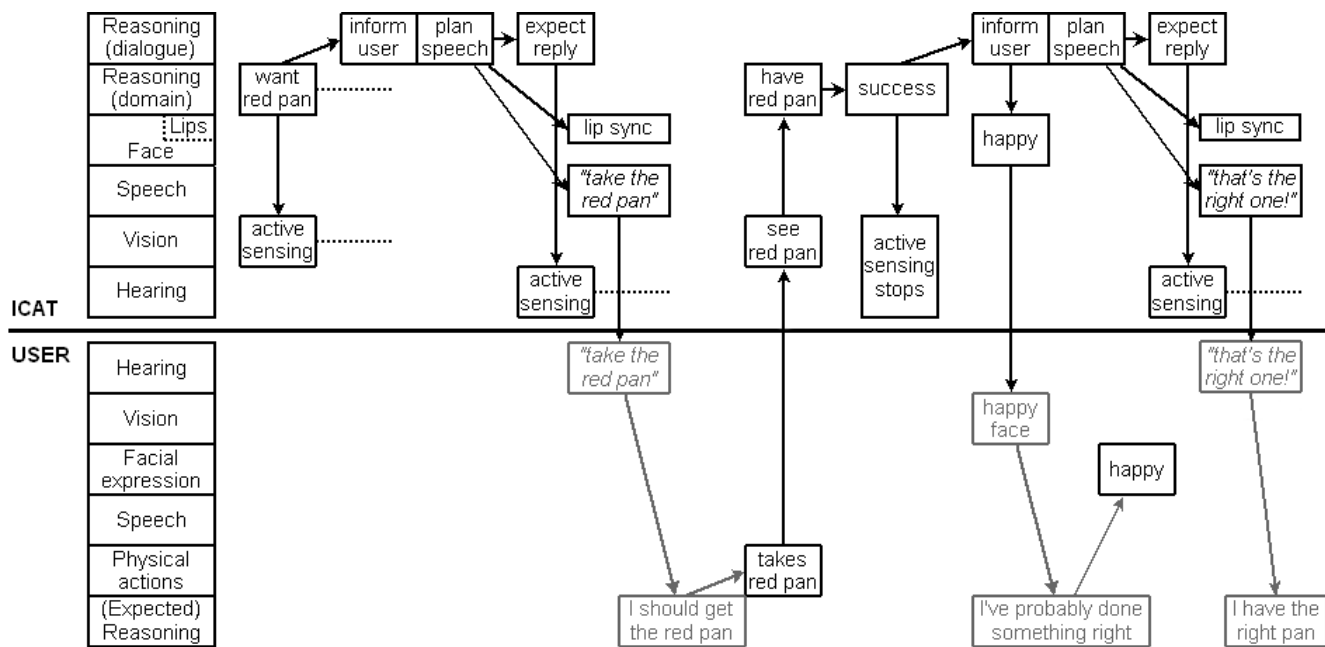 Reasoning
(dialogue)
Reasoning
(domain)
Lips
Face
Speech
Vision
Hearing
ICAT
want
red pan
active
sensing
inform
user
plan
speech
expect
reply
lip sync
"take the
red pan"
active
sensing
have
red pan
see
red pan
success
active
sensing
stops
inform
user
plan
speech
expect
reply
happy
lip sync
"that's the
right one!"
active
sensing
USER
Hearing
Vision
Facial
expression
Speech
Physical
actions
(Expected)
Reasoning
"take the
red pan"
I should get
the red pan
takes
red pan
happy
face
I've probably done
something right
happy
"that's the
right one!"
I have the
right pan